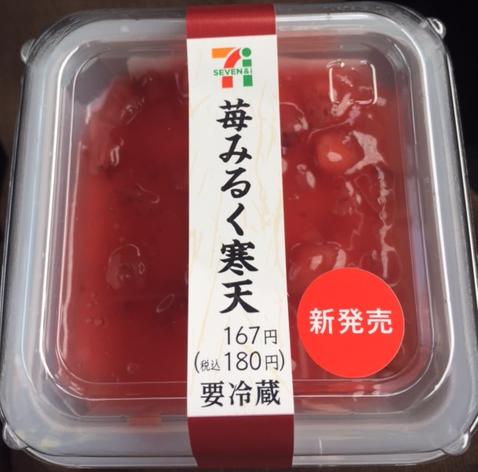 7i
SEVEN&i
苺みるく寒天
167円
(税込180円)
要冷蔵
新発売